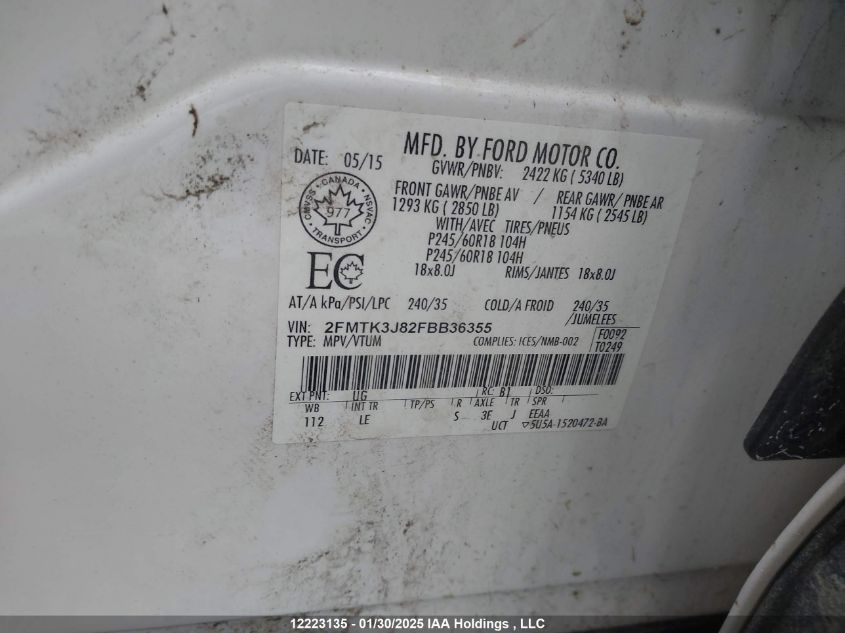 MFD. BY FORD MOTOR CO.
DATE: 05/15
GVWR/PNBV: 2422 KG ( 5340 LB)
FRONT GAWR/PNBE AV / REAR GAWR/ PNBE AR
1293 KG ( 2850 LB) 1154 KG ( 2545 LB)
WITH/AVEC TIRES/PNEUS
P245/60R18 104H
P245/60R18 104H
18x8.0J RIMS/JANTES 18x8.0J
CMVSS CANADA NSVAC
977
TRANSPORT
EC
AT/A kPa/PSI/LPC 240/35 COLD/A FROID 240/35
/JUMELEES
VIN: 2FMTK3J82FBB36355
TYPE: MPV/VTUM COMPLIES: ICES/NMB-002
F0092
T0249
EXT PNT: UG RC: B1 DSO:
WB INT TR TP/PS R AXLE TR SPR
112 LE S 3E J EEAA
UCT 5U5A-1520472-BA
12223135 - 01/30/2025 IAA Holdings , LLC